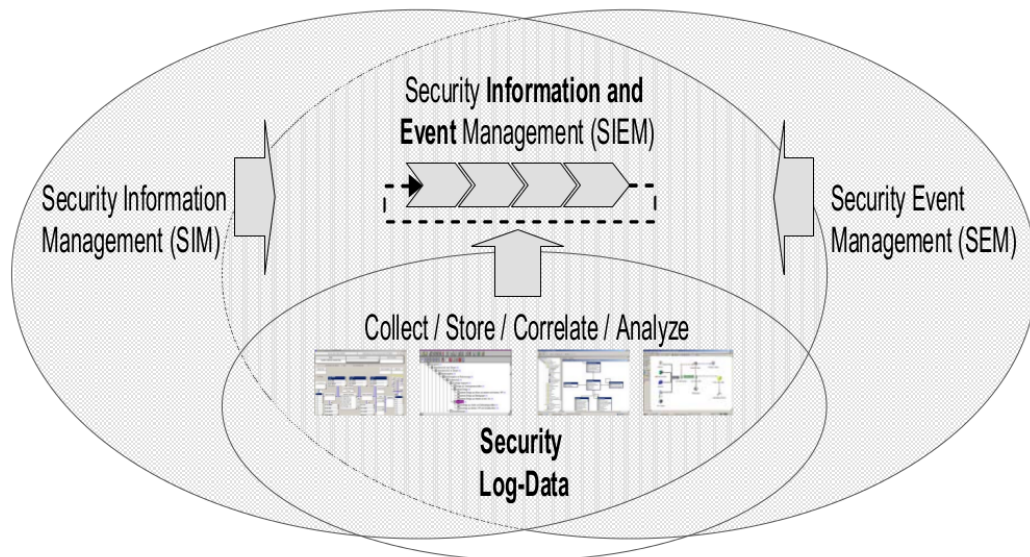 Security Information and
Event Management (SIEM)
Security Information
Management (SIM)
Security Event
Management (SEM)
Collect / Store / Correlate / Analyze
Security
Log-Data